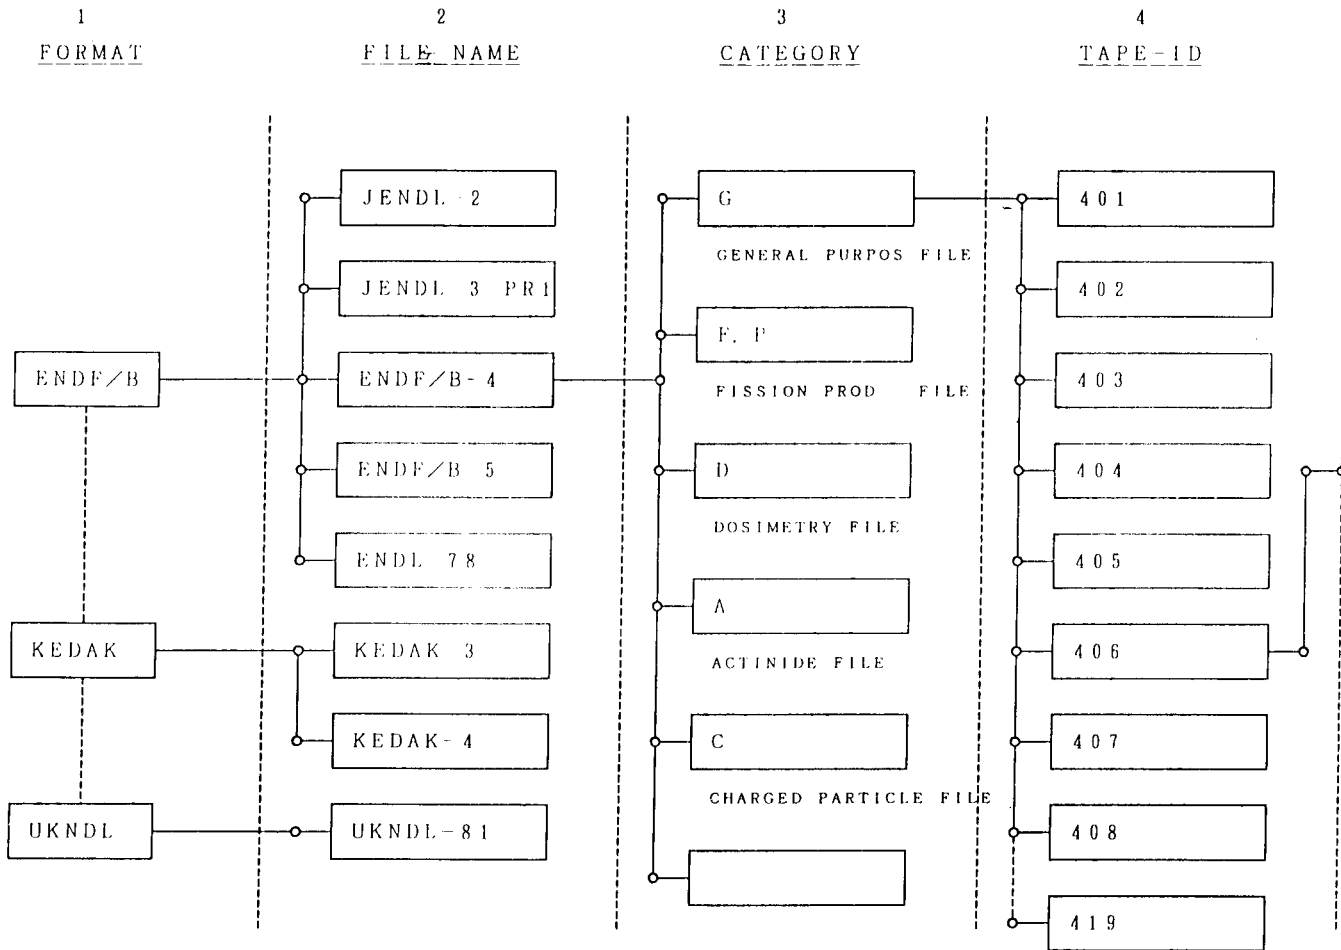 1
FORMAT
ENDF/B
KEDAK
UKNDL
2
FILE NAME
JENDL-2
JENDL 3 PR1
ENDF/B-4
ENDF/B 5
ENDL 78
KEDAK 3
KEDAK-4
UKNDL-81
3
CATEGORY
G
GENERAL PURPOS FILE
F. P
FISSION PROD FILE
D
DOSIMETRY FILE
A
ACTINIDE FILE
C
CHARGED PARTICLE FILE
4
TAPE-ID
401
402
403
404
405
406
407
408
419